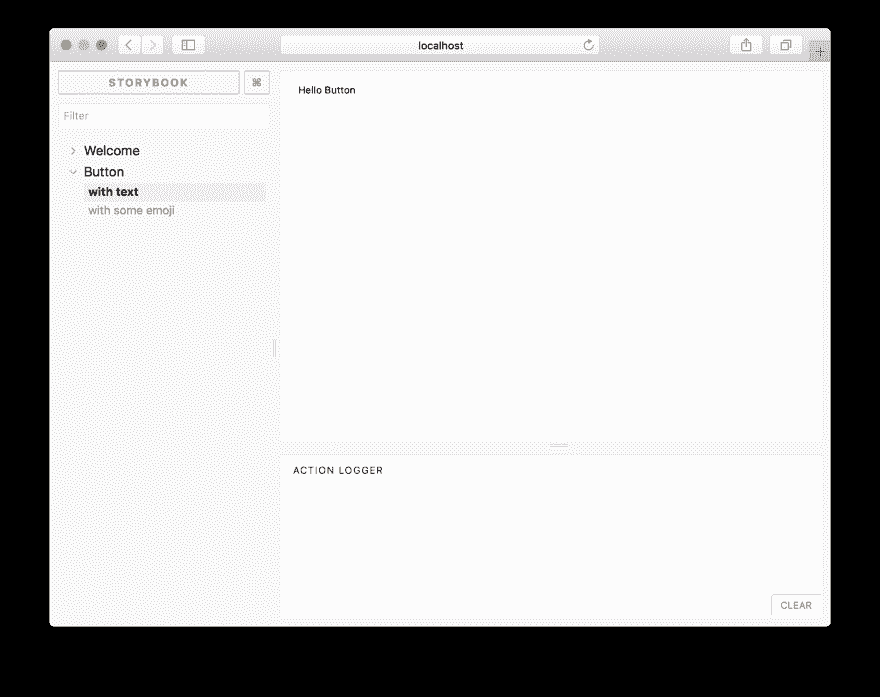 localhost
STORYBOOK
⌘
Filter
Welcome
Button
with text
with some emoji
Hello Button
ACTION LOGGER
CLEAR